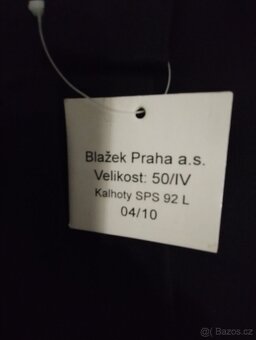 Blažek Praha a.s.
Velikost: 50/IV
Kalhoty SPS 92 L
04/10
Bazos.cz